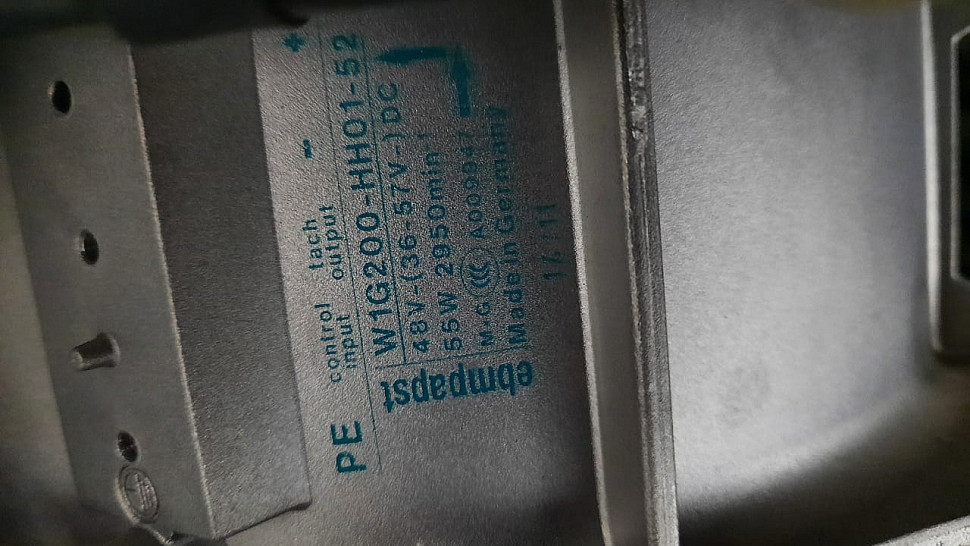 PE control input tach output - +
ebmpapst
W1G200-HH01-52
48V-(36-57V-)DC
55W 2950min⁻¹
M-C CCC A009047
Made in Germany
17/11